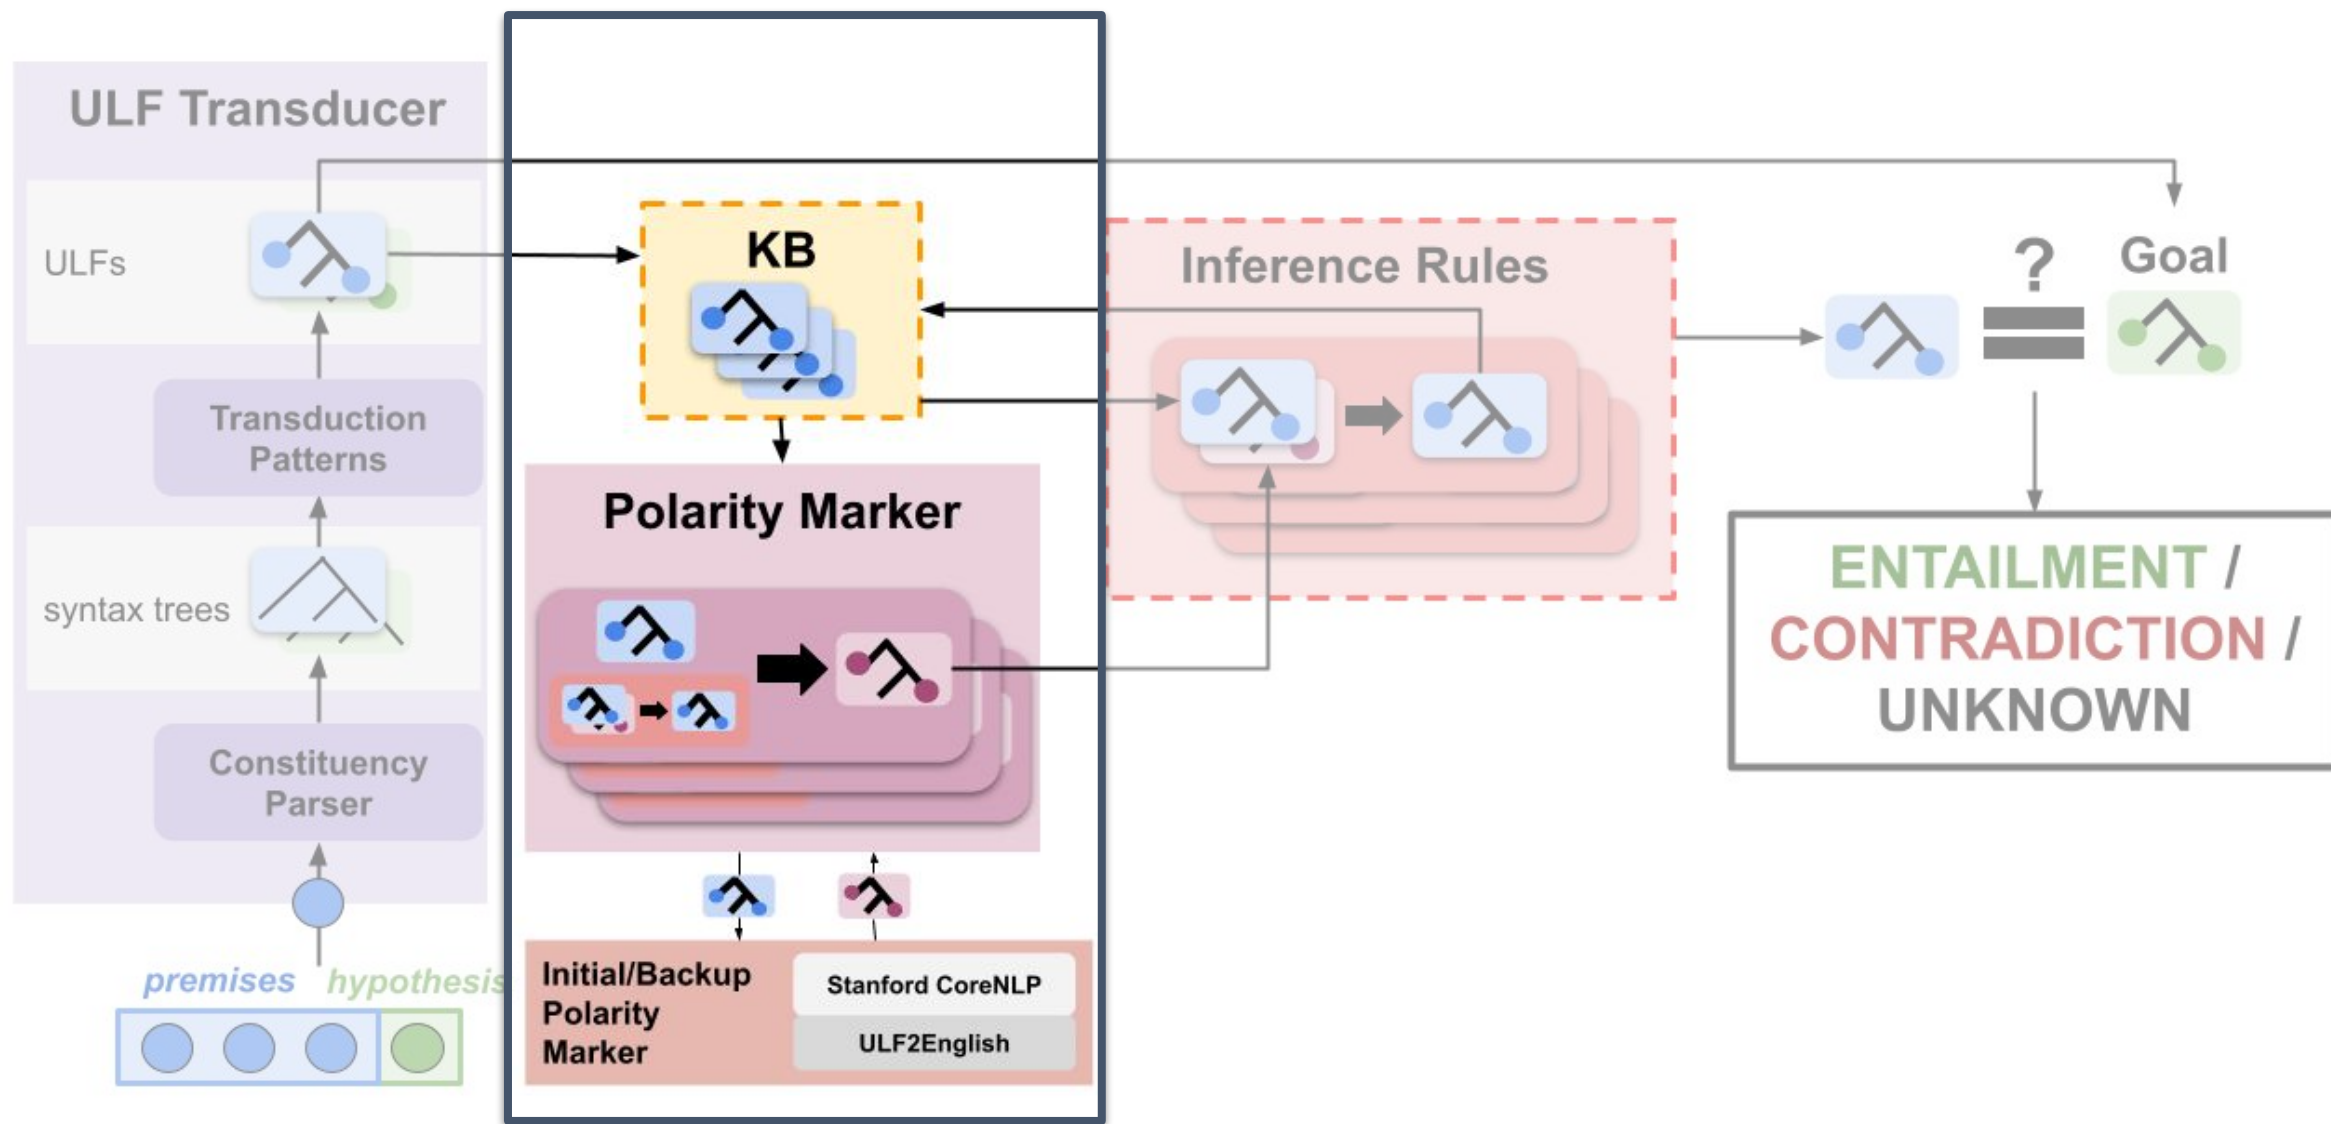 ULF Transducer
ULFs
Transduction
Patterns
syntax trees
Constituency
Parser
premises hypothesis
KB
Polarity Marker
Initial/Backup
Polarity
Marker
Stanford CoreNLP
ULF2English
Inference Rules
?
Goal
ENTAILMENT /
CONTRADICTION /
UNKNOWN